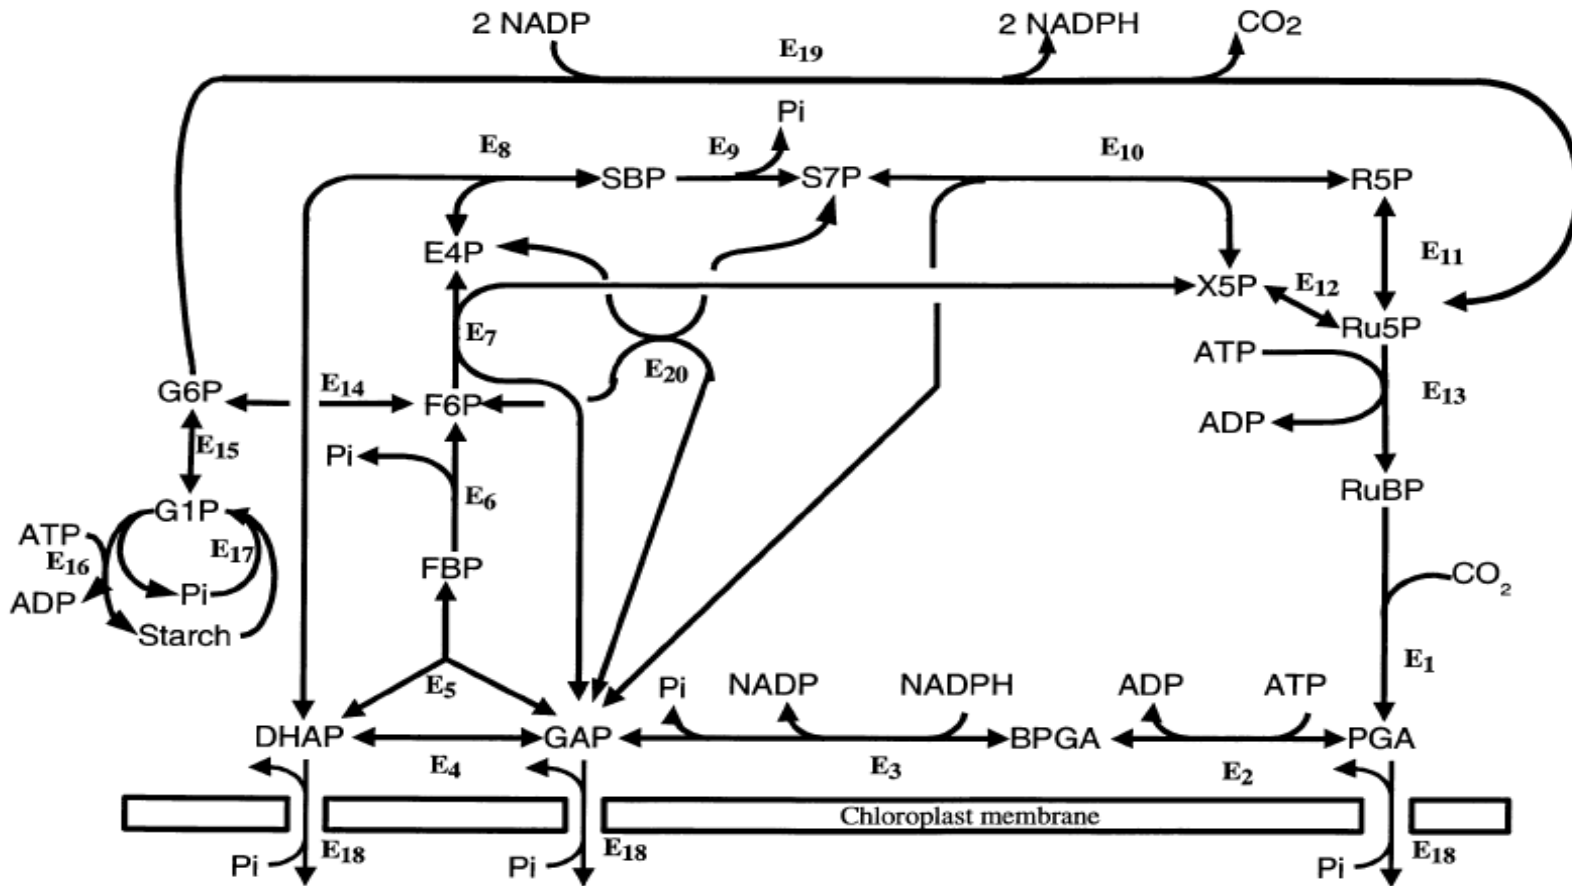 2 NADP
2 NADPH
CO2
E19
Pi
E8
E9
E10
SBP
S7P
R5P
E4P
E11
X5P
E12
Ru5P
E7
ATP
E20
G6P
E14
F6P
E13
ADP
E15
Pi
E6
RuBP
G1P
ATP
E16
E17
FBP
CO2
Pi
ADP
Starch
E1
E5
Pi
NADP
NADPH
ADP
ATP
DHAP
GAP
BPGA
PGA
E4
E3
E2
Chloroplast membrane
Pi
E18
Pi
E18
Pi
E18